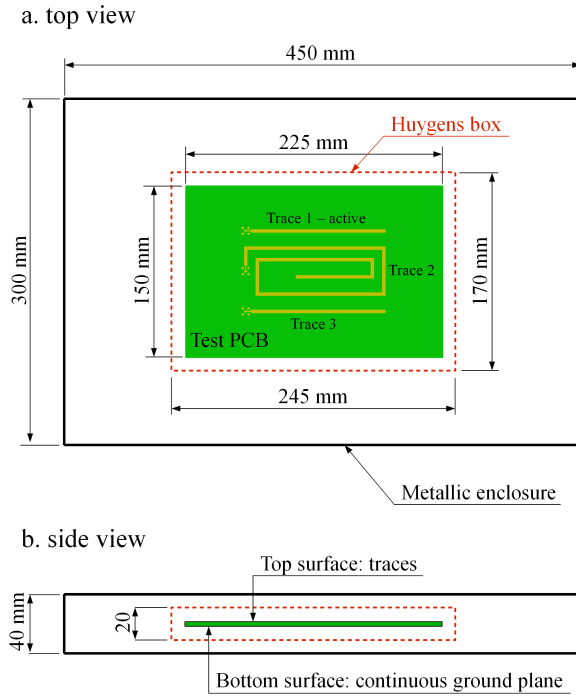 a. top view
450 mm
Huygens box
225 mm
Trace 1 – active
300 mm
150 mm
Trace 2
170 mm
Trace 3
Test PCB
245 mm
Metallic enclosure
b. side view
Top surface: traces
40 mm
20
Bottom surface: continuous ground plane